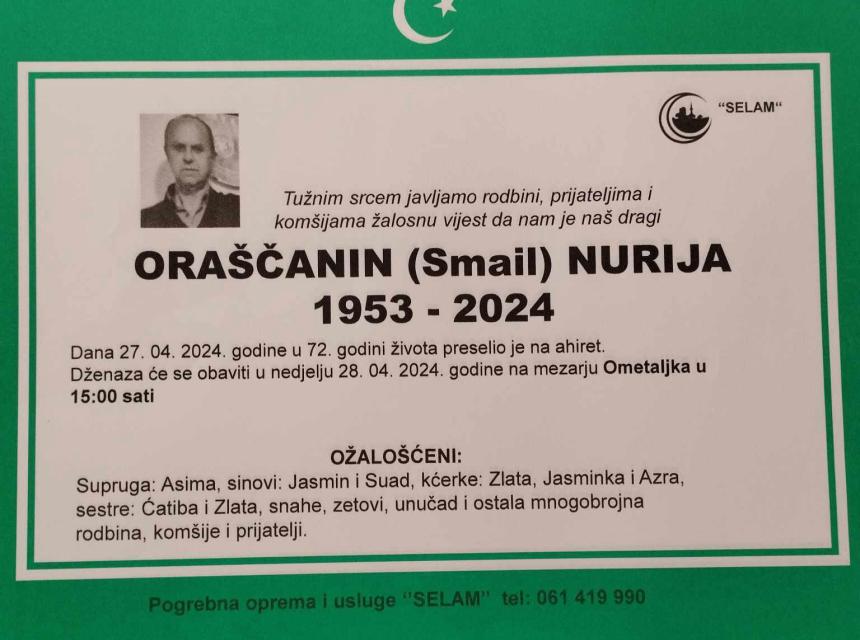 "SELAM"
Tužnim srcem javljamo rodbini, prijateljima i
komšijama žalosnu vijest da nam je naš dragi
ORAŠČANIN (Smail) NURIJA
1953 - 2024
Dana 27. 04. 2024. godine u 72. godini života preselio je na ahiret.
Dženaza će se obaviti u nedjelju 28. 04. 2024. godine na mezarju Ometaljka u
15:00 sati
OŽALOŠĆENI:
Supruga: Asima, sinovi: Jasmin i Suad, kćerke: Zlata, Jasminka i Azra,
sestre: Ćatiba i Zlata, snahe, zetovi, unučad i ostala mnogobrojna
rodbina, komšije i prijatelji.
Pogrebna oprema i usluge "SELAM" tel: 061 419 990